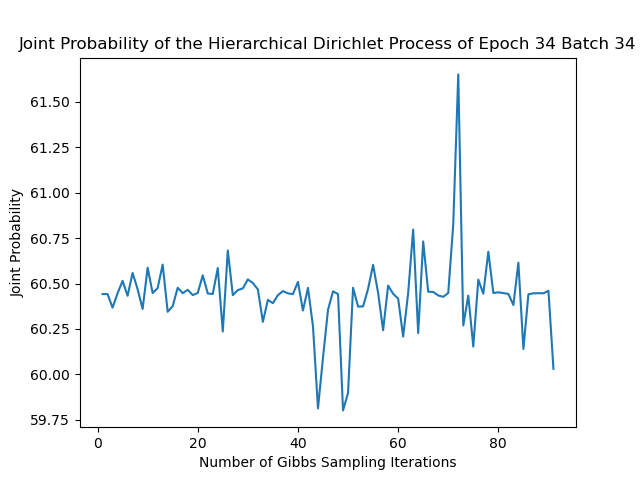 Joint Probability of the Hierarchical Dirichlet Process of Epoch 34 Batch 34
61.50
61.25
61.00
60.75
60.50
60.25
60.00
59.75
Joint Probability
0 20 40 60 80
Number of Gibbs Sampling Iterations